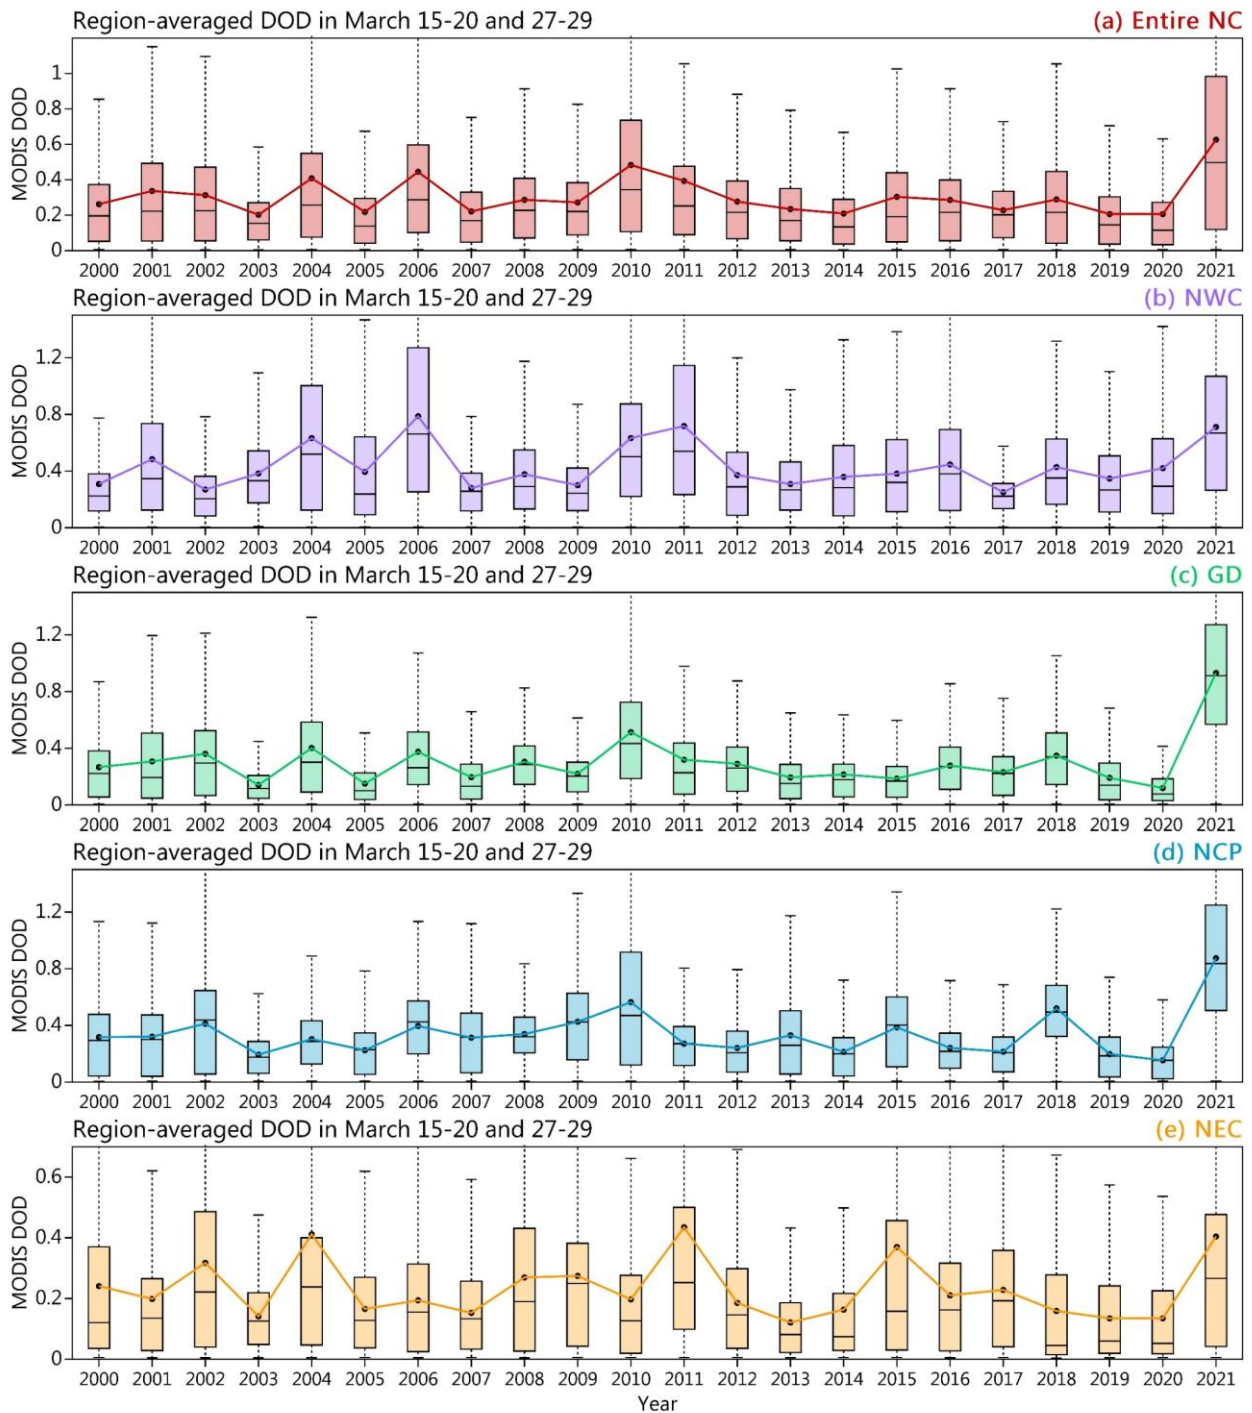 Region-averaged DOD in March 15-20 and 27-29 (a) Entire NC
MODIS DOD
1
0.8
0.6
0.4
0.2
0
2000 2001 2002 2003 2004 2005 2006 2007 2008 2009 2010 2011 2012 2013 2014 2015 2016 2017 2018 2019 2020 2021
Region-averaged DOD in March 15-20 and 27-29 (b) NWC
MODIS DOD
1.2
0.8
0.4
0
2000 2001 2002 2003 2004 2005 2006 2007 2008 2009 2010 2011 2012 2013 2014 2015 2016 2017 2018 2019 2020 2021
Region-averaged DOD in March 15-20 and 27-29 (c) GD
MODIS DOD
1.2
0.8
0.4
0
2000 2001 2002 2003 2004 2005 2006 2007 2008 2009 2010 2011 2012 2013 2014 2015 2016 2017 2018 2019 2020 2021
Region-averaged DOD in March 15-20 and 27-29 (d) NCP
MODIS DOD
1.2
0.8
0.4
0
2000 2001 2002 2003 2004 2005 2006 2007 2008 2009 2010 2011 2012 2013 2014 2015 2016 2017 2018 2019 2020 2021
Region-averaged DOD in March 15-20 and 27-29 (e) NEC
MODIS DOD
0.6
0.4
0.2
0
2000 2001 2002 2003 2004 2005 2006 2007 2008 2009 2010 2011 2012 2013 2014 2015 2016 2017 2018 2019 2020 2021
Year